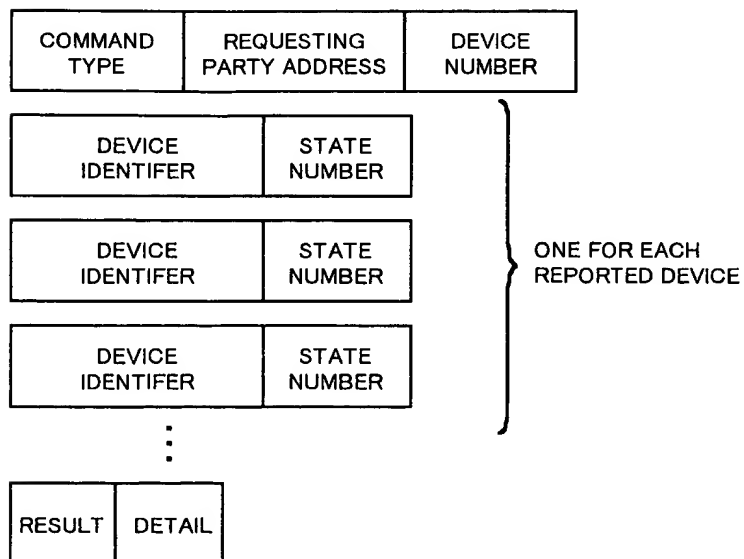 COMMAND TYPE
REQUESTING PARTY ADDRESS
DEVICE NUMBER
DEVICE IDENTIFER
STATE NUMBER
DEVICE IDENTIFER
STATE NUMBER
DEVICE IDENTIFER
STATE NUMBER
ONE FOR EACH
REPORTED DEVICE
RESULT
DETAIL